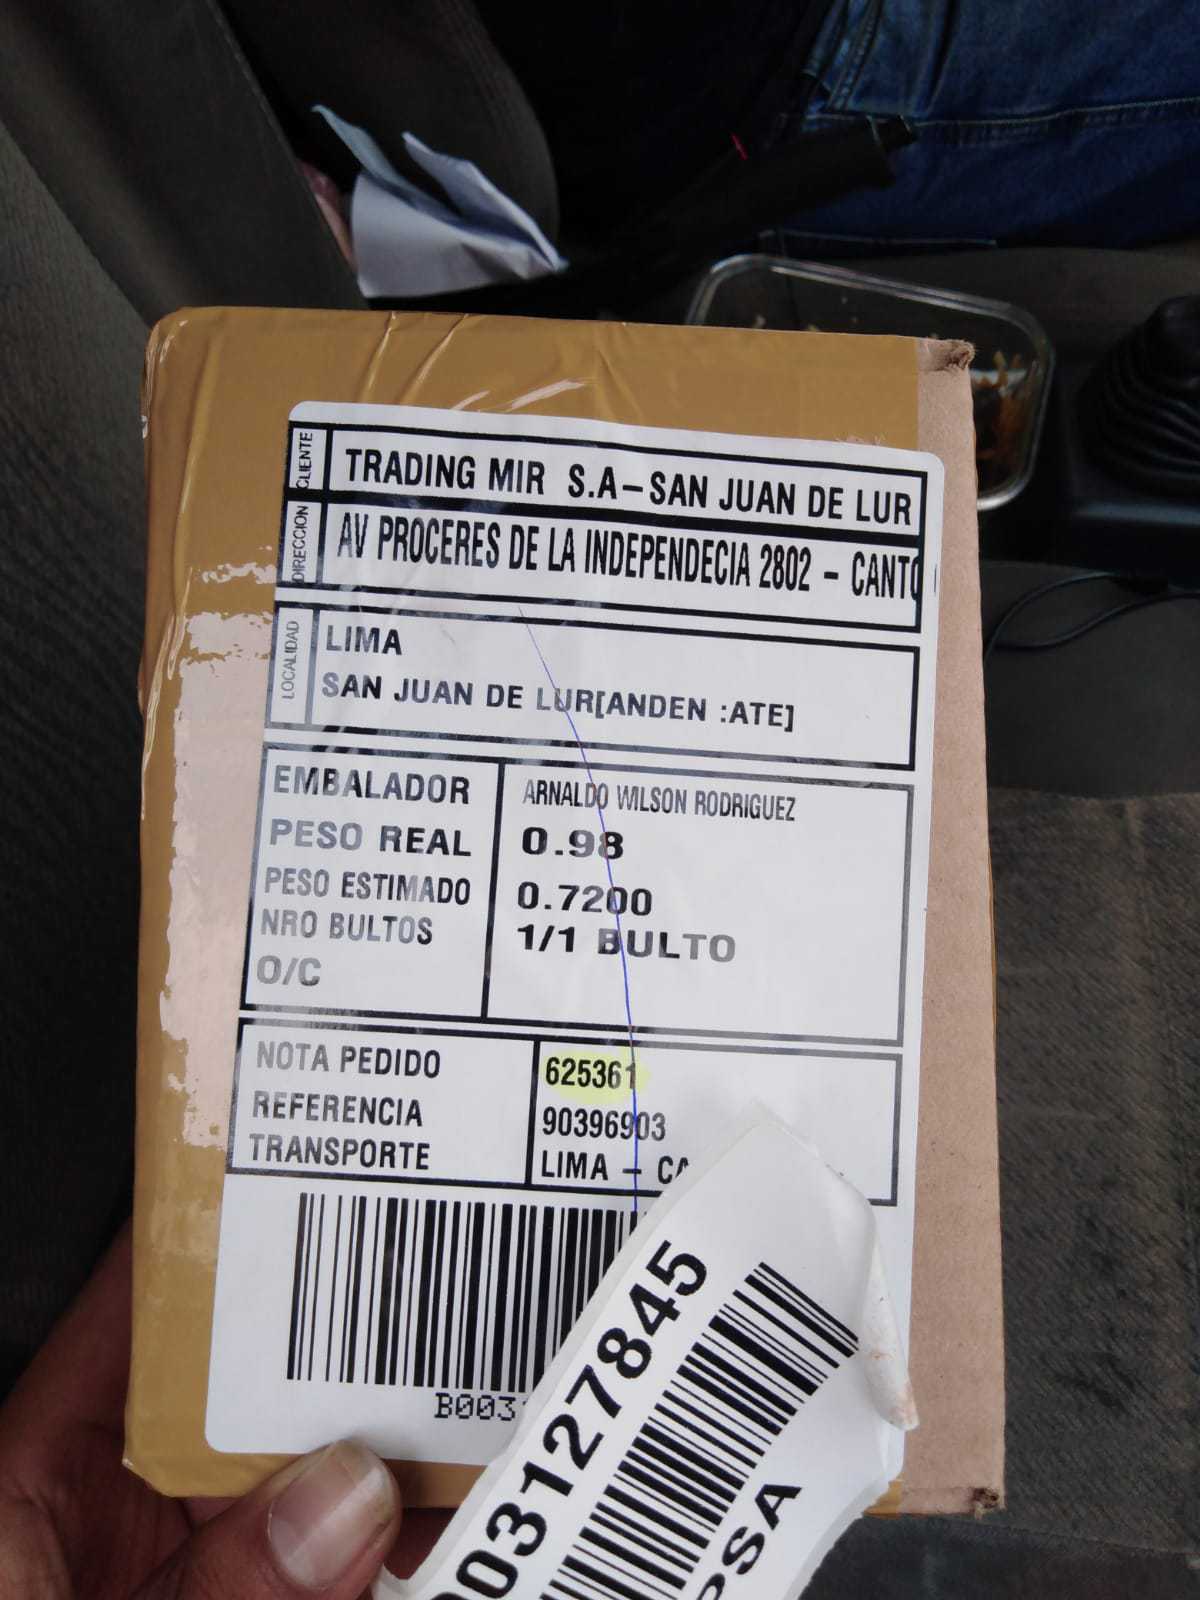 CLIENTE
TRADING MIR S.A-SAN JUAN DE LUR
DIRECCION
AV PROCERES DE LA INDEPENDECIA 2802 - CANTO
LOCALIDAD
LIMA
SAN JUAN DE LUR[ANDEN :ATE]
EMBALADOR ARNALDO WILSON RODRIGUEZ
PESO REAL 0.98
PESO ESTIMADO 0.7200
NRO BULTOS 1/1 BULTO
O/C
NOTA PEDIDO 625361
REFERENCIA 90396903
TRANSPORTE LIMA - CA
B003
003127845
PSA